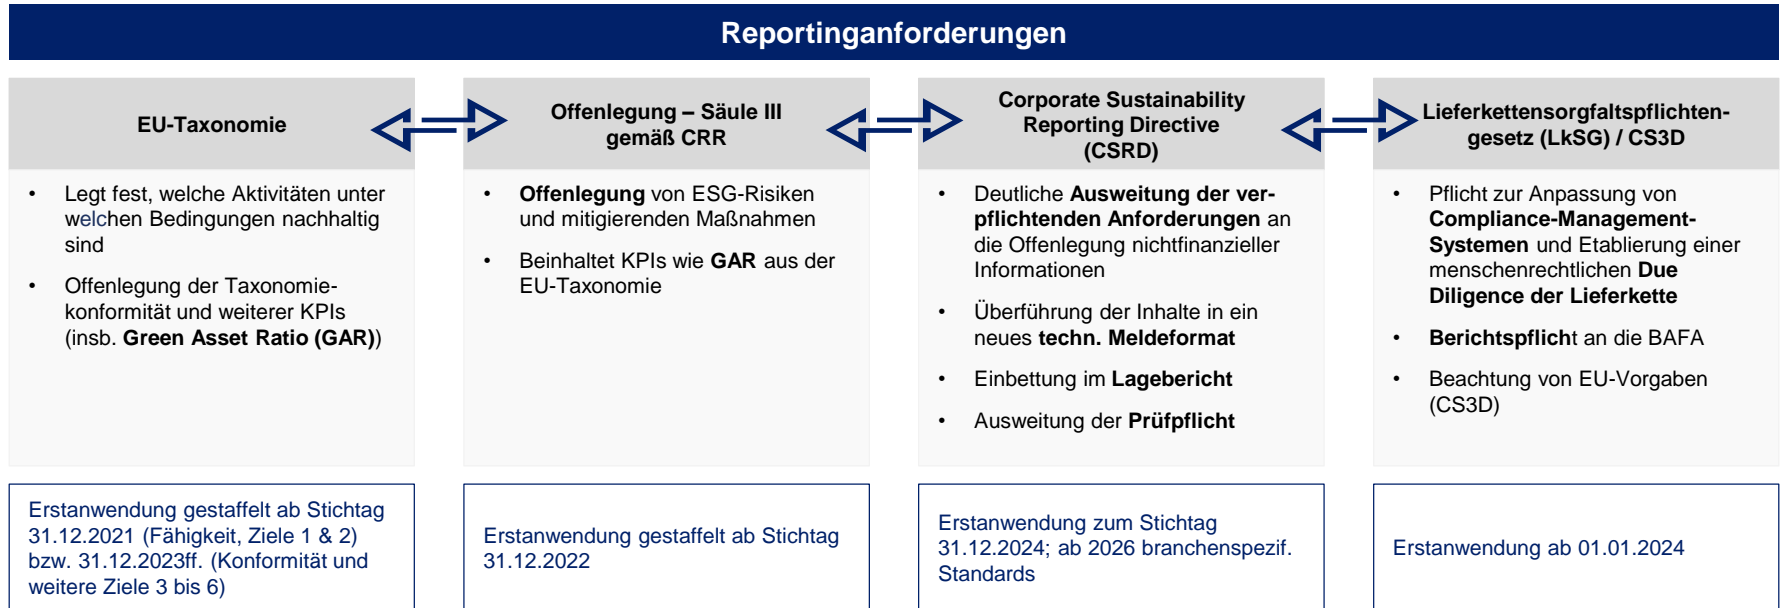 Reportinganforderungen
EU-Taxonomie
• Legt fest, welche Aktivitäten unter
welchen Bedingungen nachhaltig
sind
• Offenlegung der Taxonomie-
konformität und weiterer KPIs
(insb. Green Asset Ratio (GAR))
Erstanwendung gestaffelt ab Stichtag
31.12.2021 (Fähigkeit, Ziele 1 & 2)
bzw. 31.12.2023ff. (Konformität und
weitere Ziele 3 bis 6)
Offenlegung – Säule III
gemäß CRR
• Offenlegung von ESG-Risiken
und mitigierenden Maßnahmen
• Beinhaltet KPIs wie GAR aus der
EU-Taxonomie
Erstanwendung gestaffelt ab Stichtag
31.12.2022
Corporate Sustainability
Reporting Directive
(CSRD)
• Deutliche Ausweitung der ver-
pflichtenden Anforderungen an
die Offenlegung nichtfinanzieller
Informationen
• Überführung der Inhalte in ein
neues techn. Meldeformat
• Einbettung im Lagebericht
• Ausweitung der Prüfpflicht
Erstanwendung zum Stichtag
31.12.2024; ab 2026 branchenspezif.
Standards
Lieferkettensorgfaltspflichten-
gesetz (LkSG) / CS3D
• Pflicht zur Anpassung von
Compliance-Management-
Systemen und Etablierung einer
menschenrechtlichen Due
Diligence der Lieferkette
• Berichtspflicht an die BAFA
• Beachtung von EU-Vorgaben
(CS3D)
Erstanwendung ab 01.01.2024